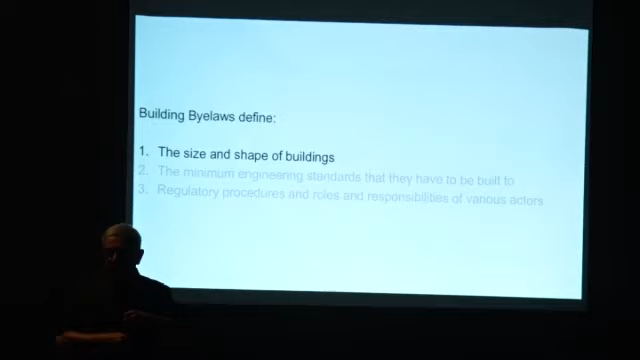 Building Byelaws define:
1. The size and shape of buildings
2. The minimum engineering standards that they have to be built to
3. Regulatory procedures and roles and responsibilities of various actors